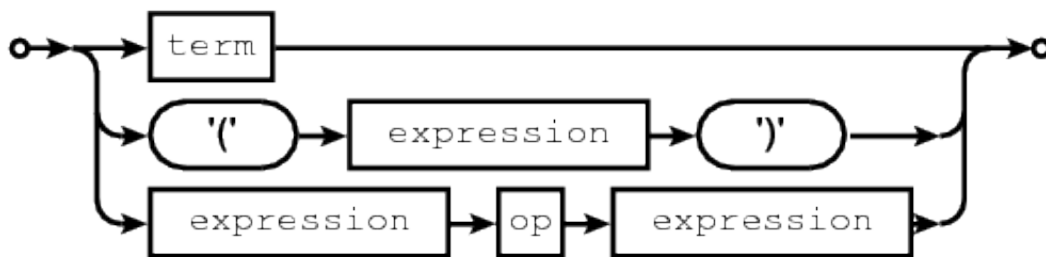 term
'(' expression ')'
expression op expression